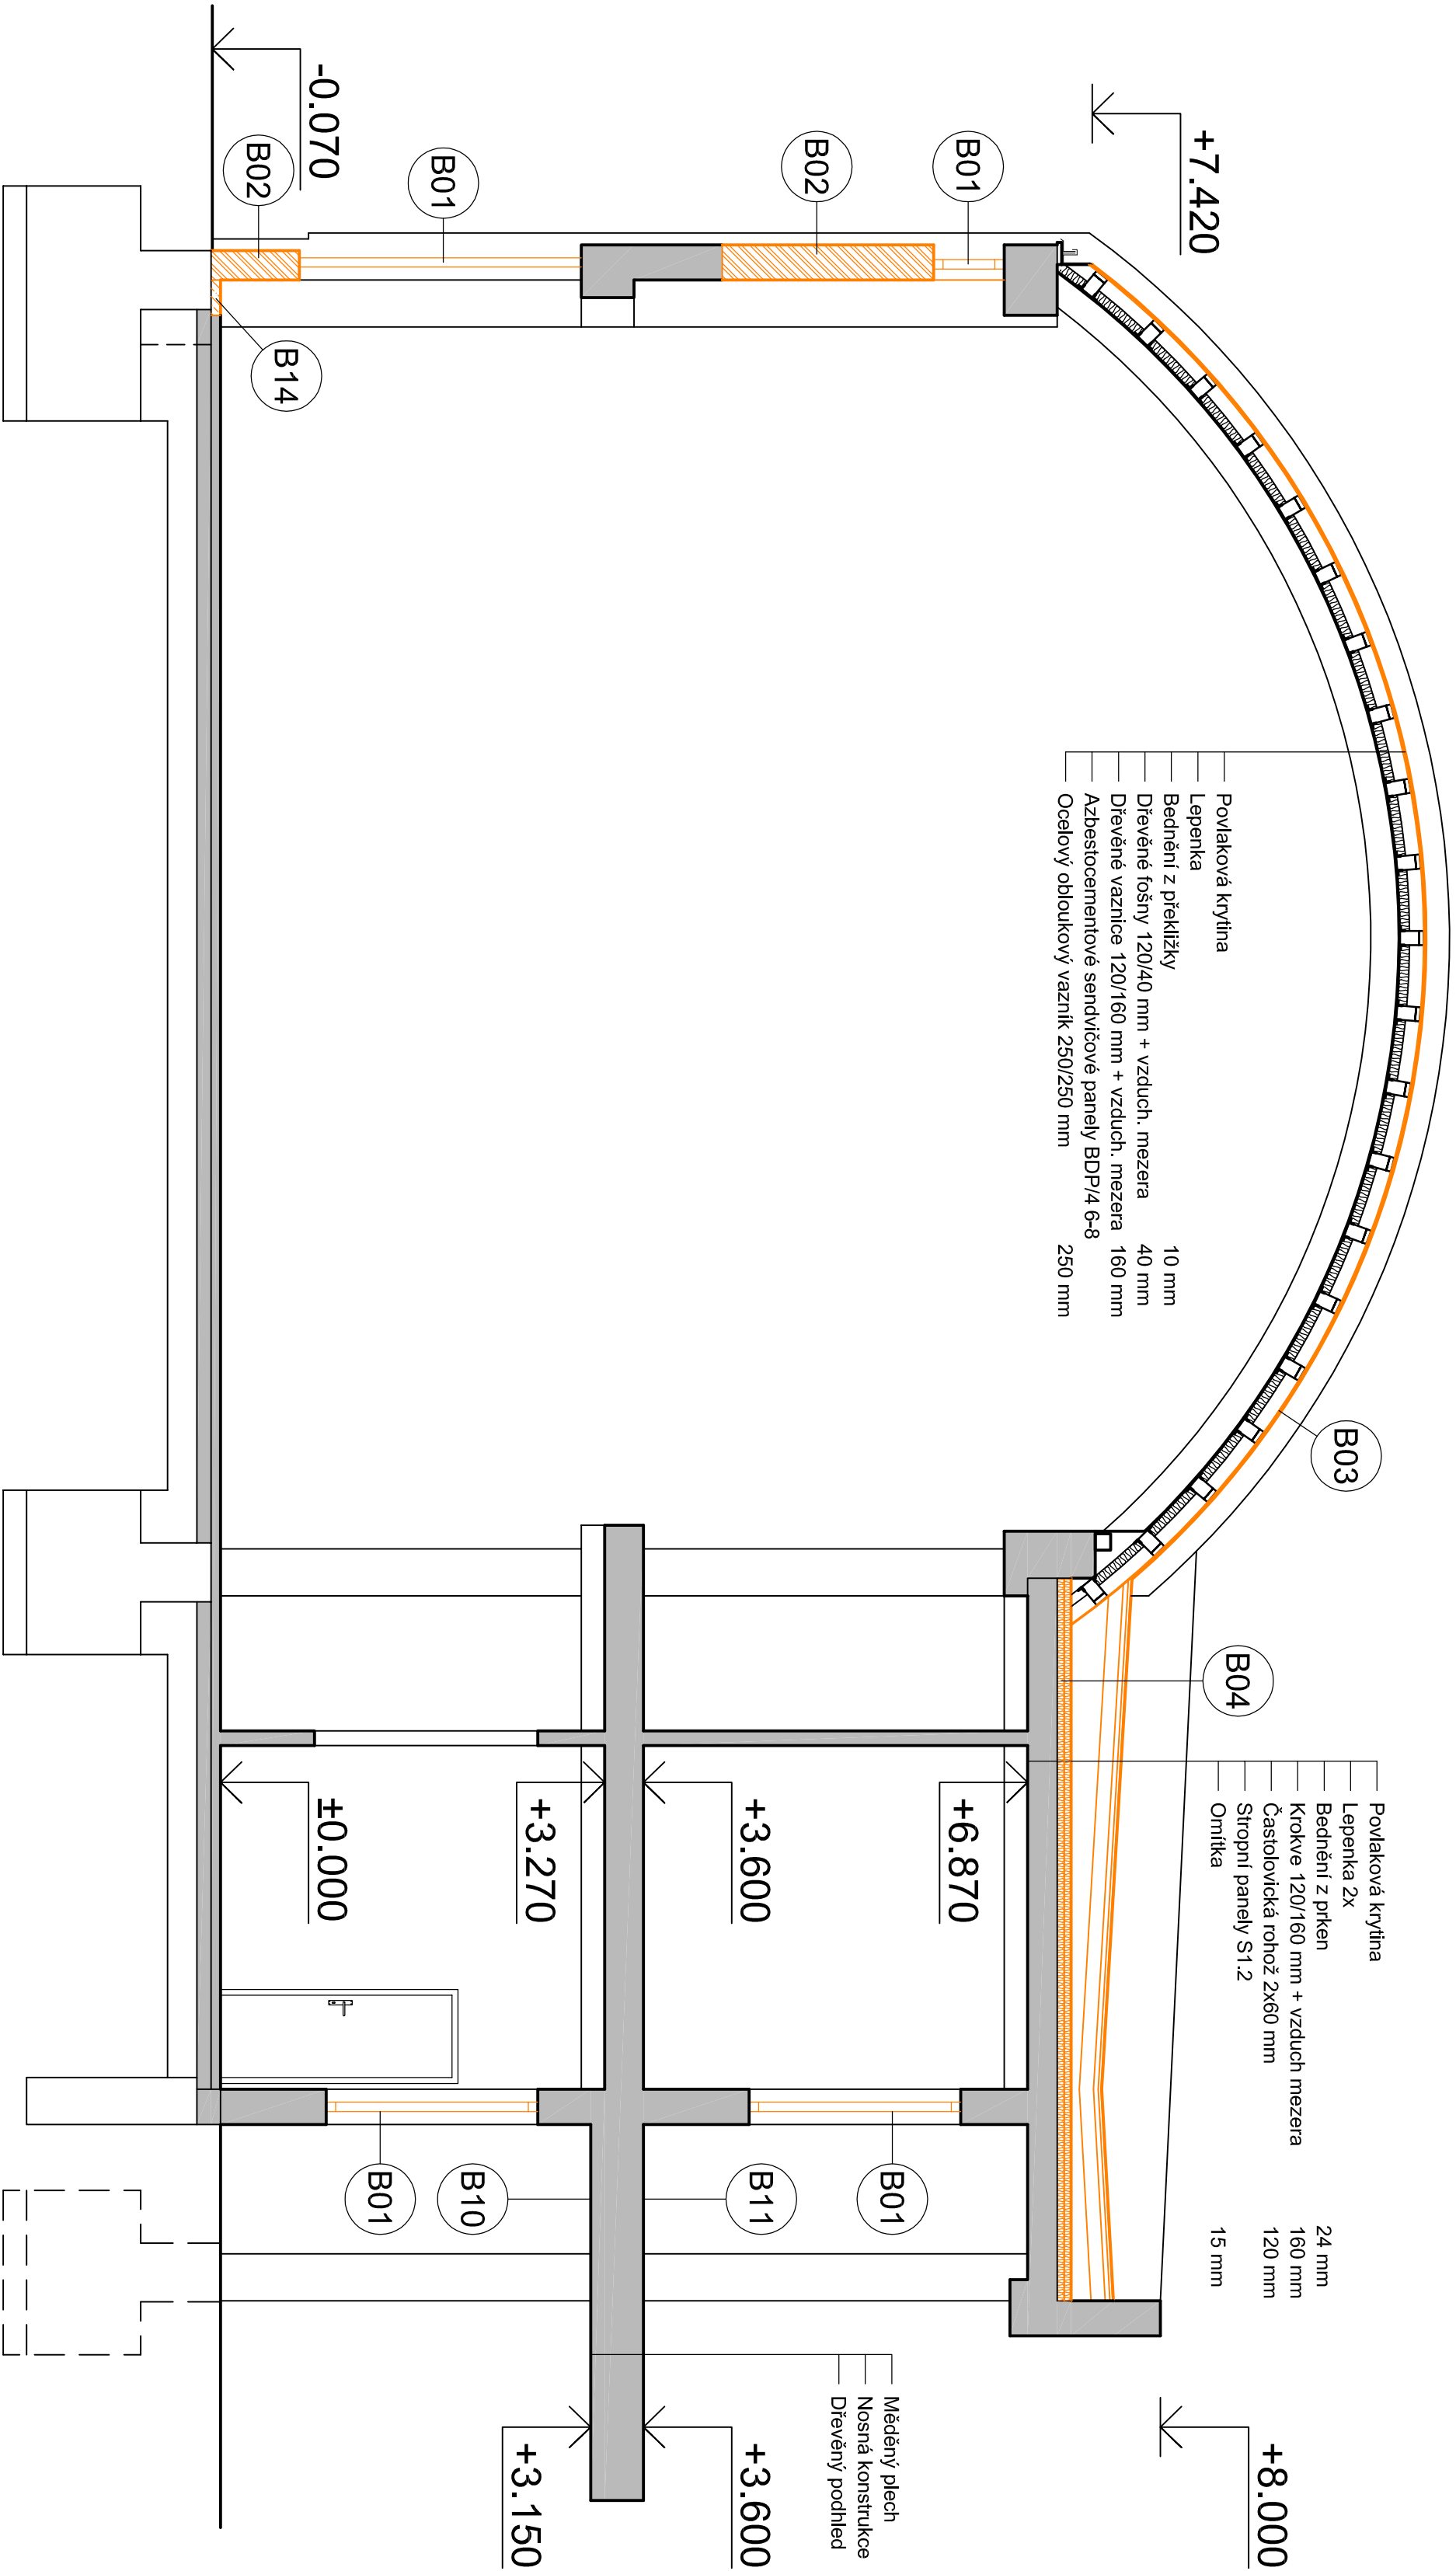 B03
+7.420
+8.000
Povlaková krytina
Lepenka
Bednění z překližky 10 mm
Dřevěné fošny 120/40 mm + vzduch. mezera 40 mm
Dřevěné vaznice 120/160 mm + vzduch. mezera 160 mm
Azbestocementové sendvičové panely BDP/4 6-8
Ocelový obloukový vazník 250/250 mm 250 mm
Povlaková krytina
Lepenka 2x
Bednění z prken 24 mm
Krokve 120/160 mm + vzduch mezera 160 mm
Častolovická rohož 2x60 mm 120 mm
Stropní panely S1.2
Omítka 15 mm
B04
B01
+6.870
B01
B02
Měděný plech
Nosná konstrukce
Dřevěný podhled
+3.600
B11
+3.600
+3.270
B10
+3.150
B01
B01
±0.000
-0.070
B14
B02